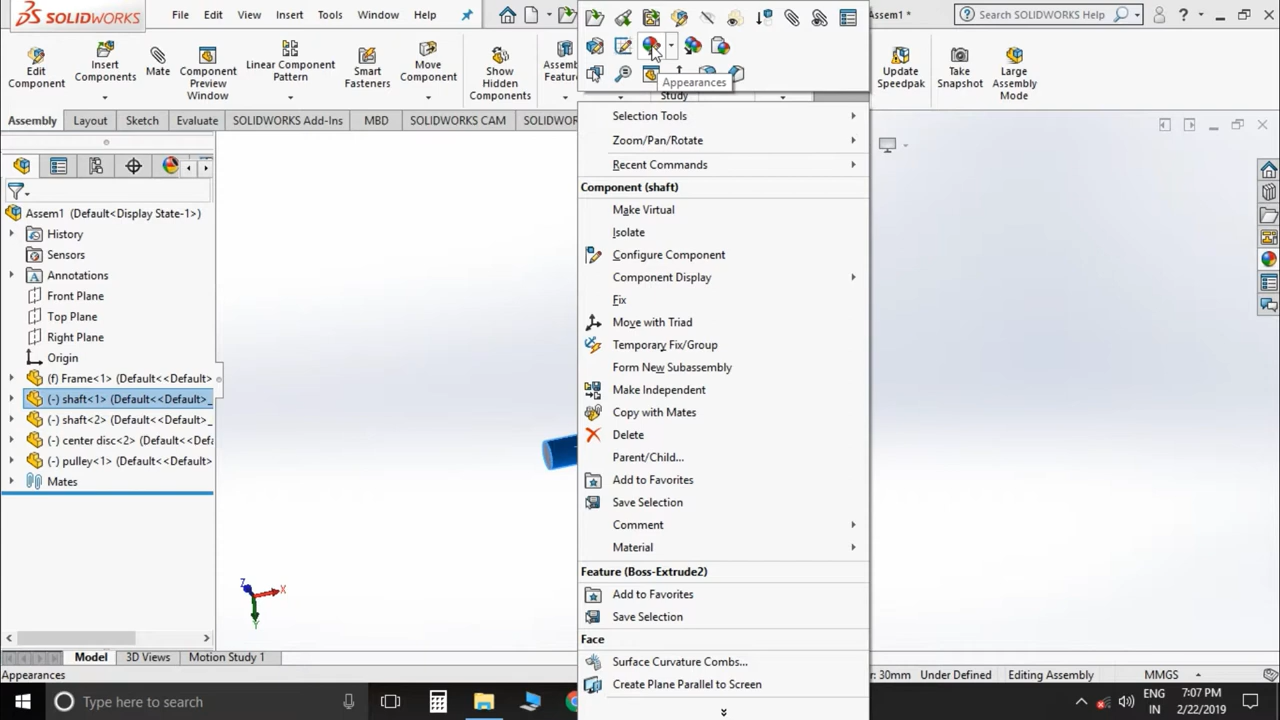 SOLIDWORKS
File Edit View Insert Tools Window Help
Assem1 *
Search SOLIDWORKS Help
Edit Component
Insert Components
Mate
Component Preview Window
Linear Component Pattern
Smart Fasteners
Move Component
Show Hidden Components
Assemb
Feature
Study
Update Speedpak
Take Snapshot
Large Assembly Mode
Appearances
Assembly Layout Sketch Evaluate SOLIDWORKS Add-Ins MBD SOLIDWORKS CAM SOLIDWOR
Assem1 (Default<Display State-1>)
History
Sensors
Annotations
Front Plane
Top Plane
Right Plane
Origin
(f) Frame<1> (Default<<Default>
(-) shaft<1> (Default<<Default>_
(-) shaft<2> (Default<<Default>_
(-) center disc<2> (Default<<Defa
(-) pulley<1> (Default<<Default>
Mates
Selection Tools
Zoom/Pan/Rotate
Recent Commands
Component (shaft)
Make Virtual
Isolate
Configure Component
Component Display
Fix
Move with Triad
Temporary Fix/Group
Form New Subassembly
Make Independent
Copy with Mates
Delete
Parent/Child...
Add to Favorites
Save Selection
Comment
Material
Feature (Boss-Extrude2)
Add to Favorites
Save Selection
Face
Surface Curvature Combs...
Create Plane Parallel to Screen
Z
X
Y
Model 3D Views Motion Study 1
Appearances
: 30mm Under Defined Editing Assembly MMGS
Type here to search
ENG
IN
7:07 PM
2/22/2019